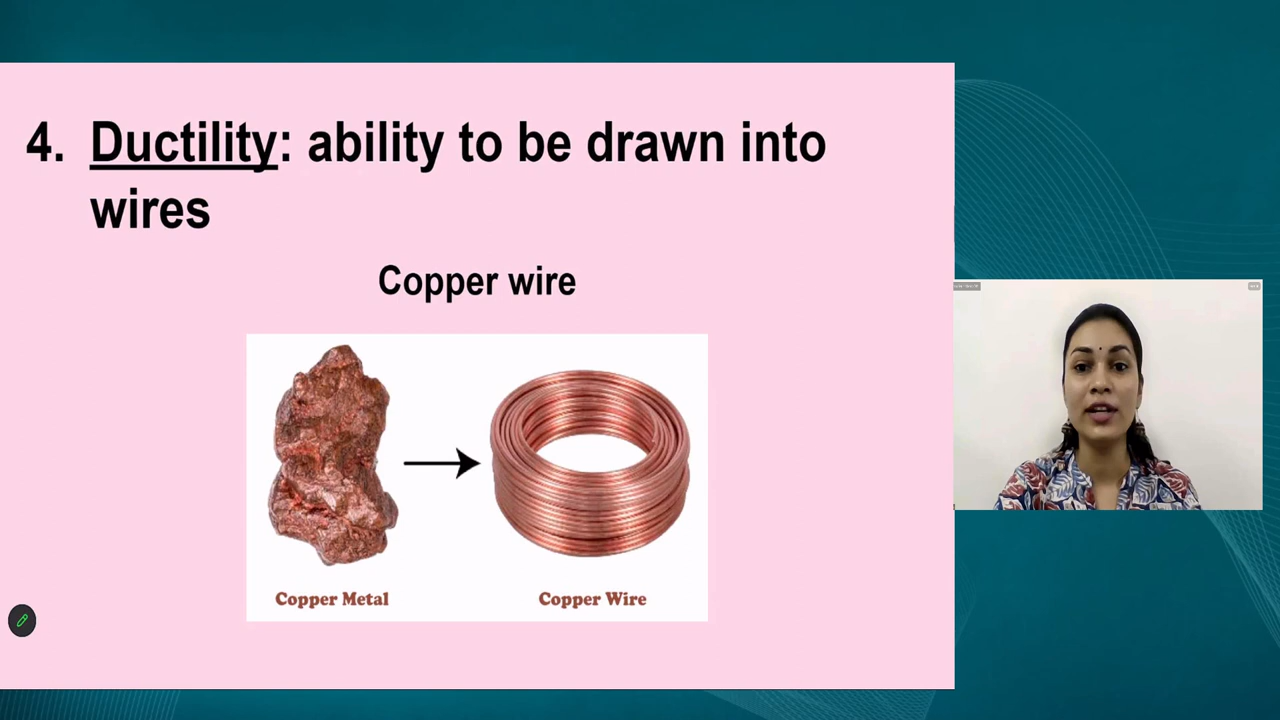 4. Ductility: ability to be drawn into
wires
Copper wire
Copper Metal
Copper Wire